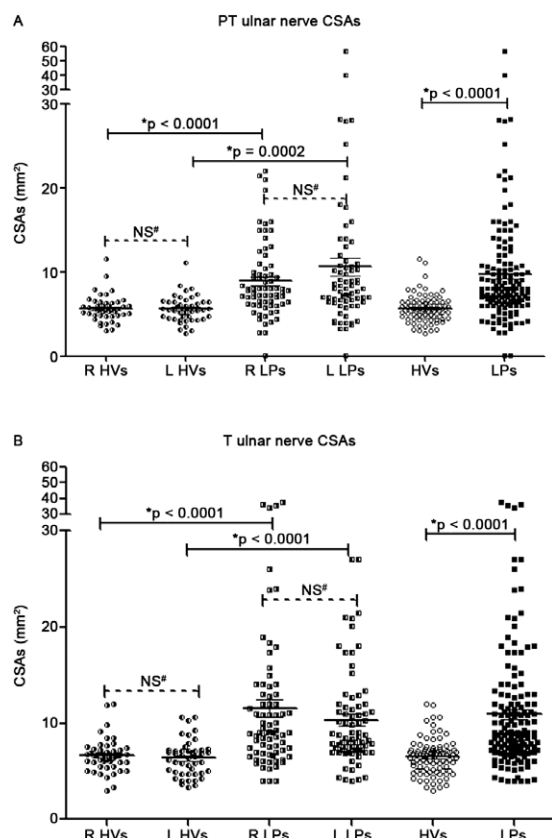 A
PT ulnar nerve CSAs
60
50
40
30
20
10
0
CSAs (mm²)
*p < 0.0001
*p < 0.0001
*p = 0.0002
NS#
NS#
R HVs L HVs R LPs L LPs HVs LPs
B
T ulnar nerve CSAs
60
50
40
30
20
10
0
CSAs (mm²)
*p < 0.0001
*p < 0.0001
*p < 0.0001
NS#
NS#
R HVs L HVs R LPs L LPs HVs LPs